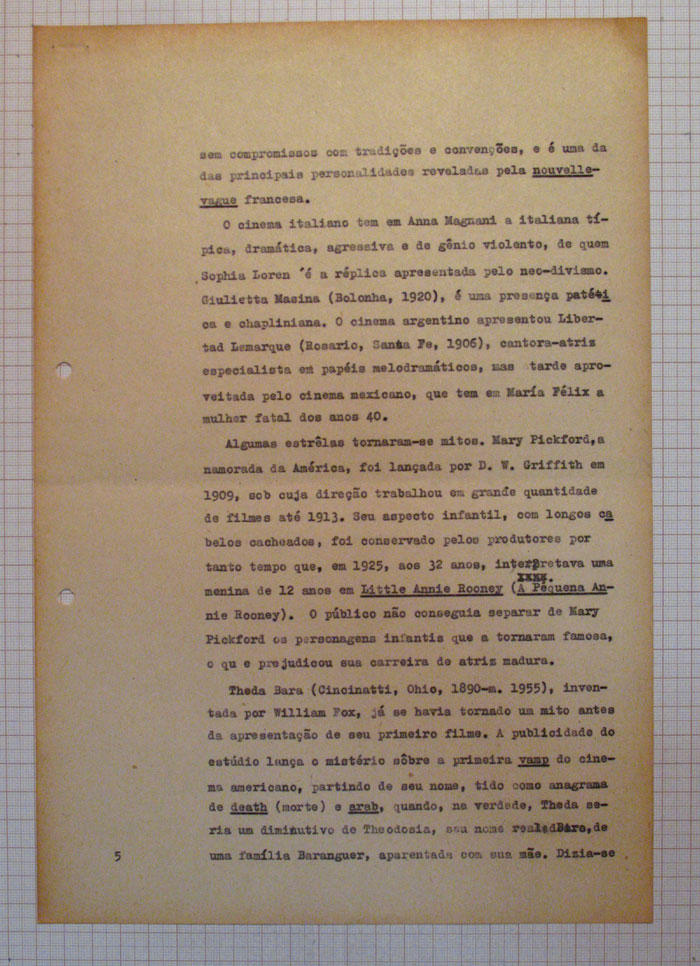 sem compromissos com tradições e convenções, e é uma da
das principais personalidades reveladas pela nouvelle-
vague francesa.
O cinema italiano tem em Anna Magnani a italiana tí-
pica, dramática, agressiva e de gênio violento, de quem
Sophia Loren é a réplica apresentada pelo neo-divismo.
Giulietta Masina (Bolonha, 1920), é uma presença patéti
ca e chapliniana. O cinema argentino apresentou Liber-
tad Lamarque (Rosario, Santa Fe, 1906), cantora-atriz
especialista em papéis melodramáticos, mas tarde apro-
veitada pelo cinema mexicano, que tem em María Félix a
mulher fatal dos anos 40.
Algumas estrêlas tornaram-se mitos. Mary Pickford, a
namorada da América, foi lançada por D. W. Griffith em
1909, sob cuja direção trabalhou em grande quantidade
de filmes até 1913. Seu aspecto infantil, com longos ca
belos cacheados, foi conservado pelos produtores por
tanto tempo que, em 1925, aos 32 anos, interpretava uma
menina de 12 anos em Little Annie Rooney (A Pequena An-
nie Rooney). O público não conseguia separar de Mary
Pickford os personagens infantis que a tornaram famosa,
o qu e prejudicou sua carreira de atriz madura.
Theda Bara (Cincinatti, Ohio, 1890-m. 1955), inven-
tada por William Fox, já se havia tornado um mito antes
da apresentação de seu primeiro filme. A publicidade do
estúdio lança o mistério sôbre a primeira vamp do cine-
ma americano, partindo de seu nome, tido como anagrama
de death (morte) e arab, quando, na verdade, Theda se-
ria um diminutivo de Theodosia, seu nome real e Bara, de
uma família Baranguer, aparentada com sua mãe. Dizia-se
5